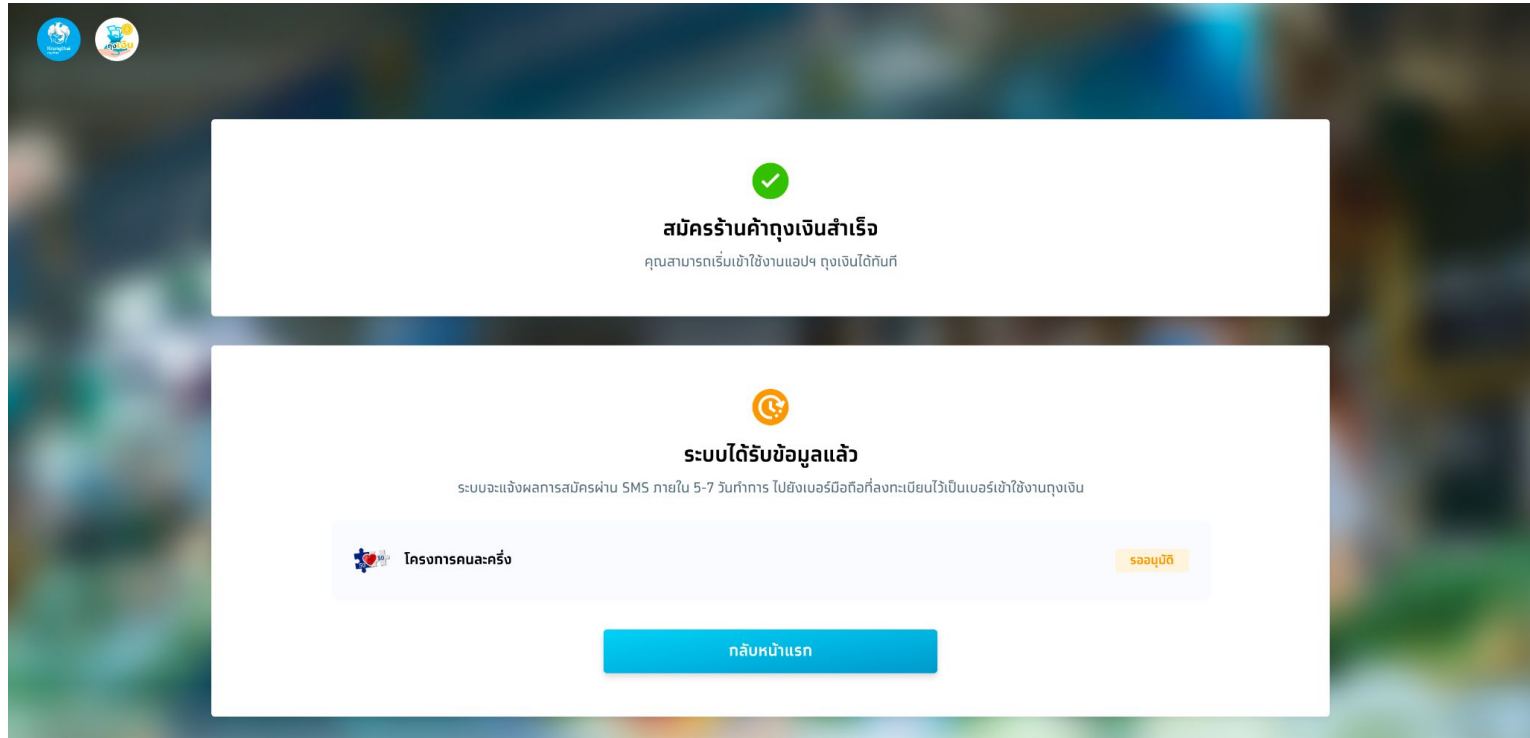 Krungthai
ถุงเงิน
สมัครร้านค้าถุงเงินสำเร็จ
คุณสามารถเริ่มเข้าใช้งานแอปฯ ถุงเงินได้ทันที
ระบบได้รับข้อมูลแล้ว
ระบบจะแจ้งผลการสมัครผ่าน SMS ภายใน 5-7 วันทำการ ไปยังเบอร์มือถือที่ลงทะเบียนไว้เป็นเบอร์เข้าใช้งานถุงเงิน
โครงการคนละครึ่ง
รออนุมัติ
กลับหน้าแรก